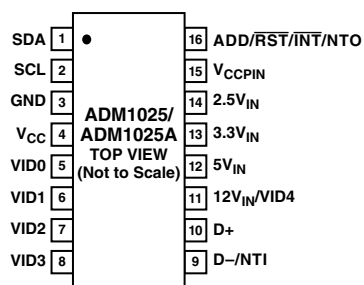 SDA 1
SCL 2
GND 3
VCC 4
VID0 5
VID1 6
VID2 7
VID3 8
ADM1025/
ADM1025A
TOP VIEW
(Not to Scale)
16 ADD/RST/INT/NTO
15 VCCPIN
14 2.5VIN
13 3.3VIN
12 5VIN
11 12VIN/VID4
10 D+
9 D–/NTI